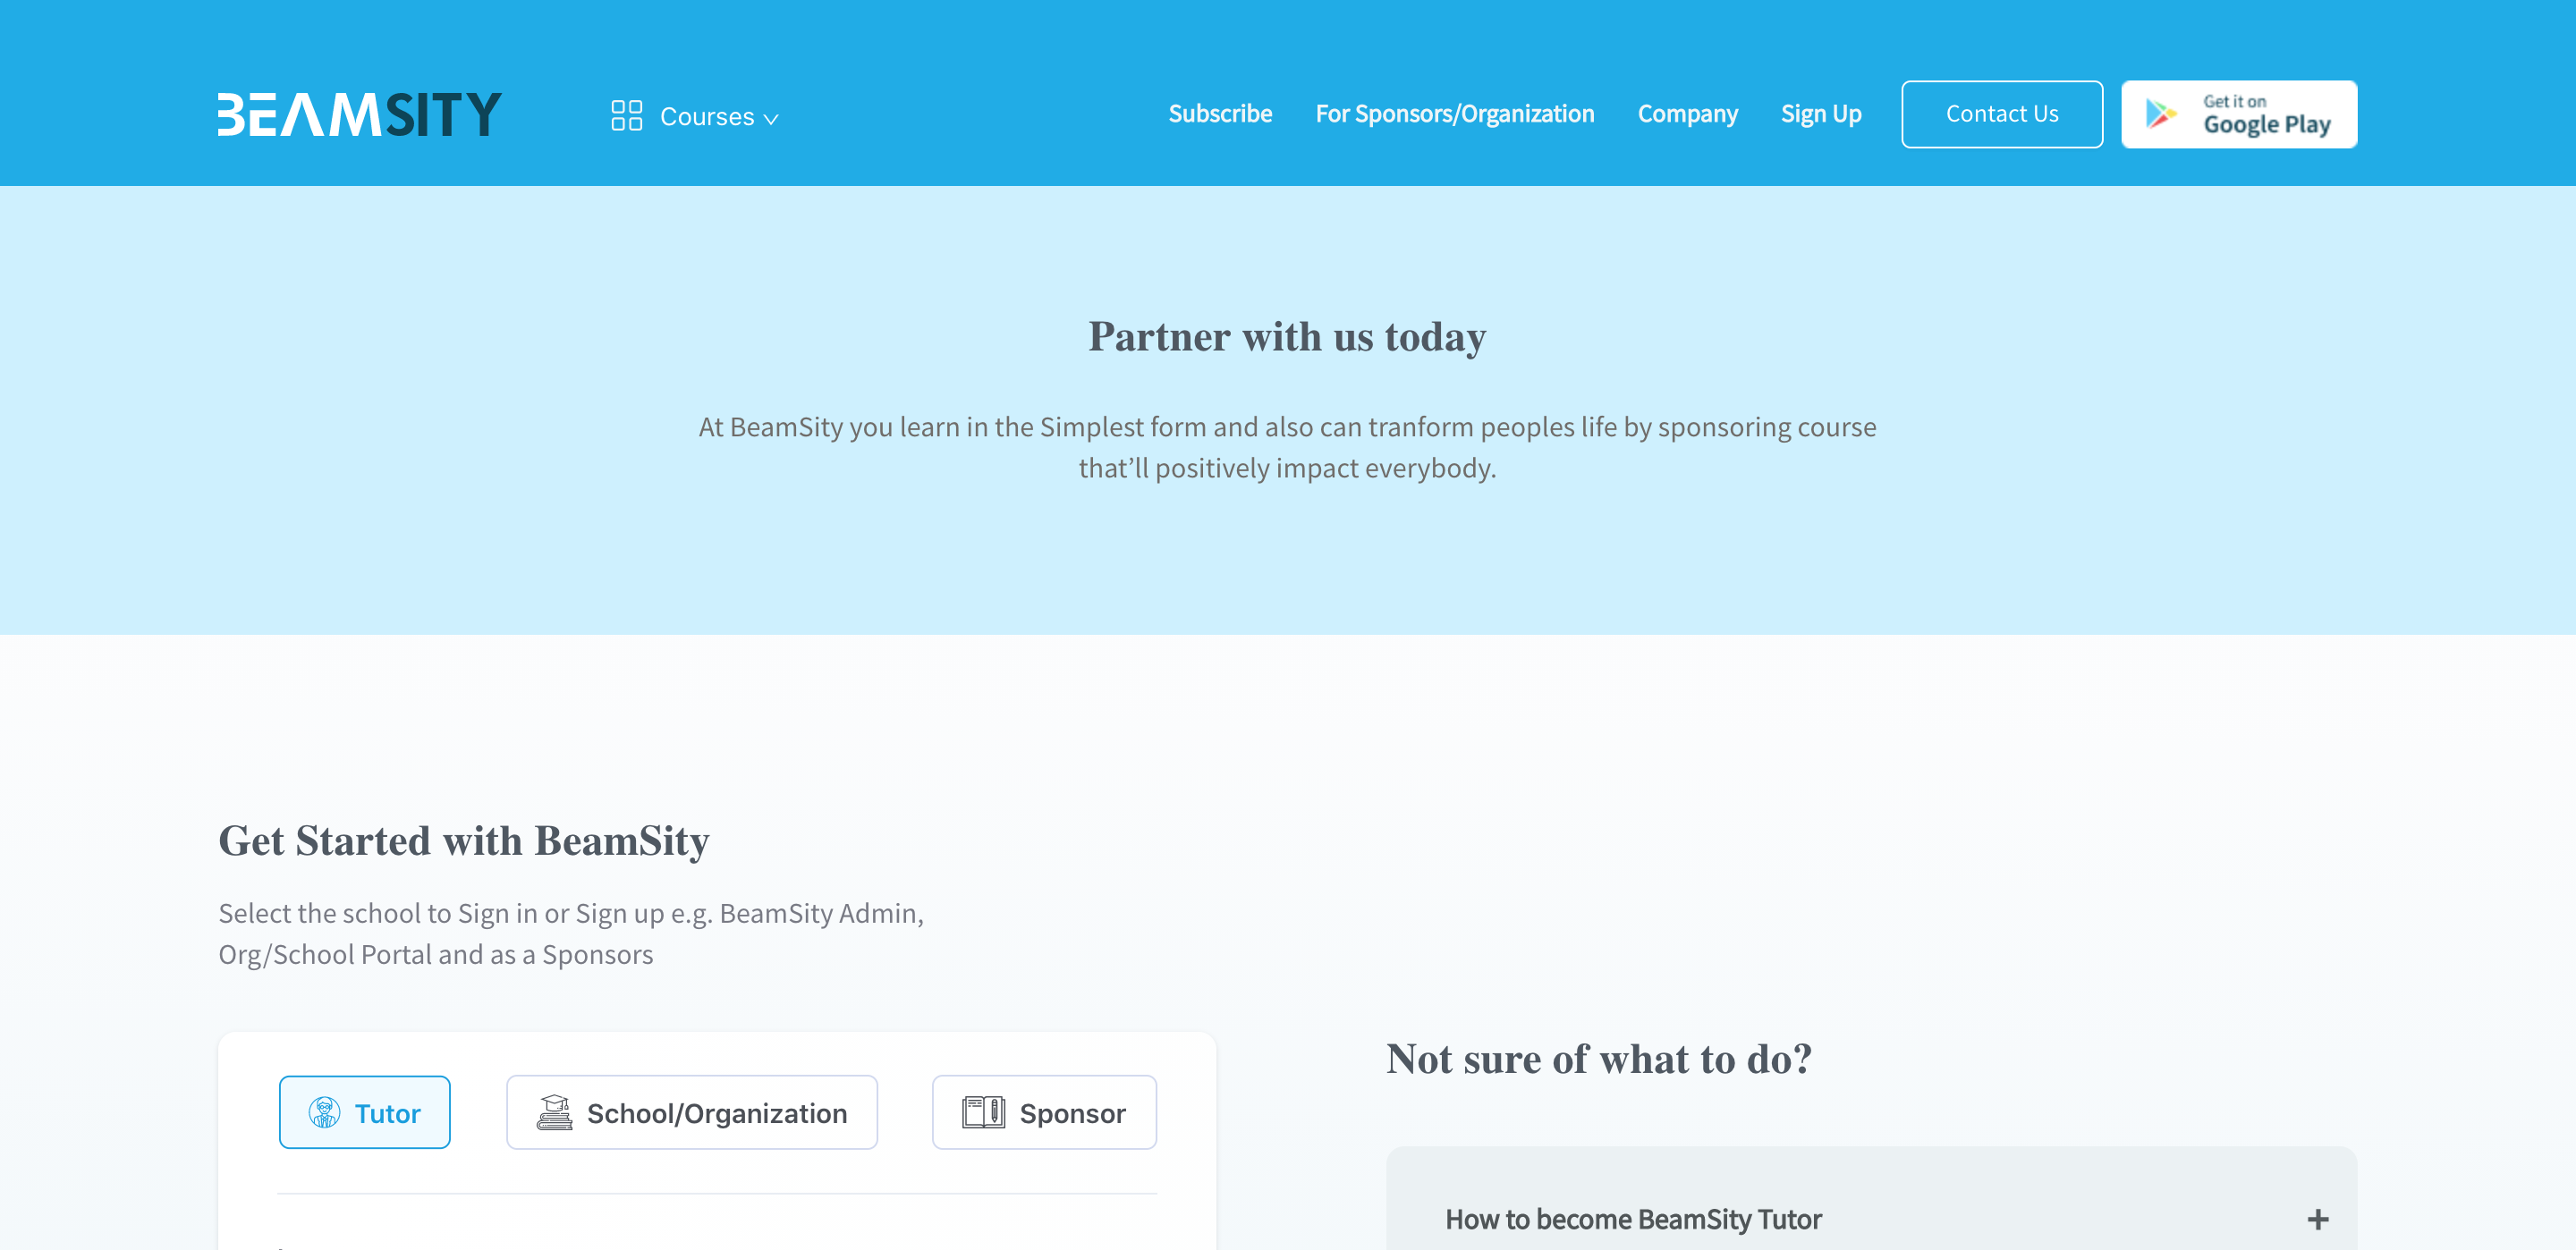 BEAMSITY
Courses
Subscribe
For Sponsors/Organization
Company
Sign Up
Contact Us
Get it on
Google Play
Partner with us today
At BeamSity you learn in the Simplest form and also can tranform peoples life by sponsoring course
that’ll positively impact everybody.
Get Started with BeamSity
Select the school to Sign in or Sign up e.g. BeamSity Admin,
Org/School Portal and as a Sponsors
Tutor
School/Organization
Sponsor
Not sure of what to do?
How to become BeamSity Tutor